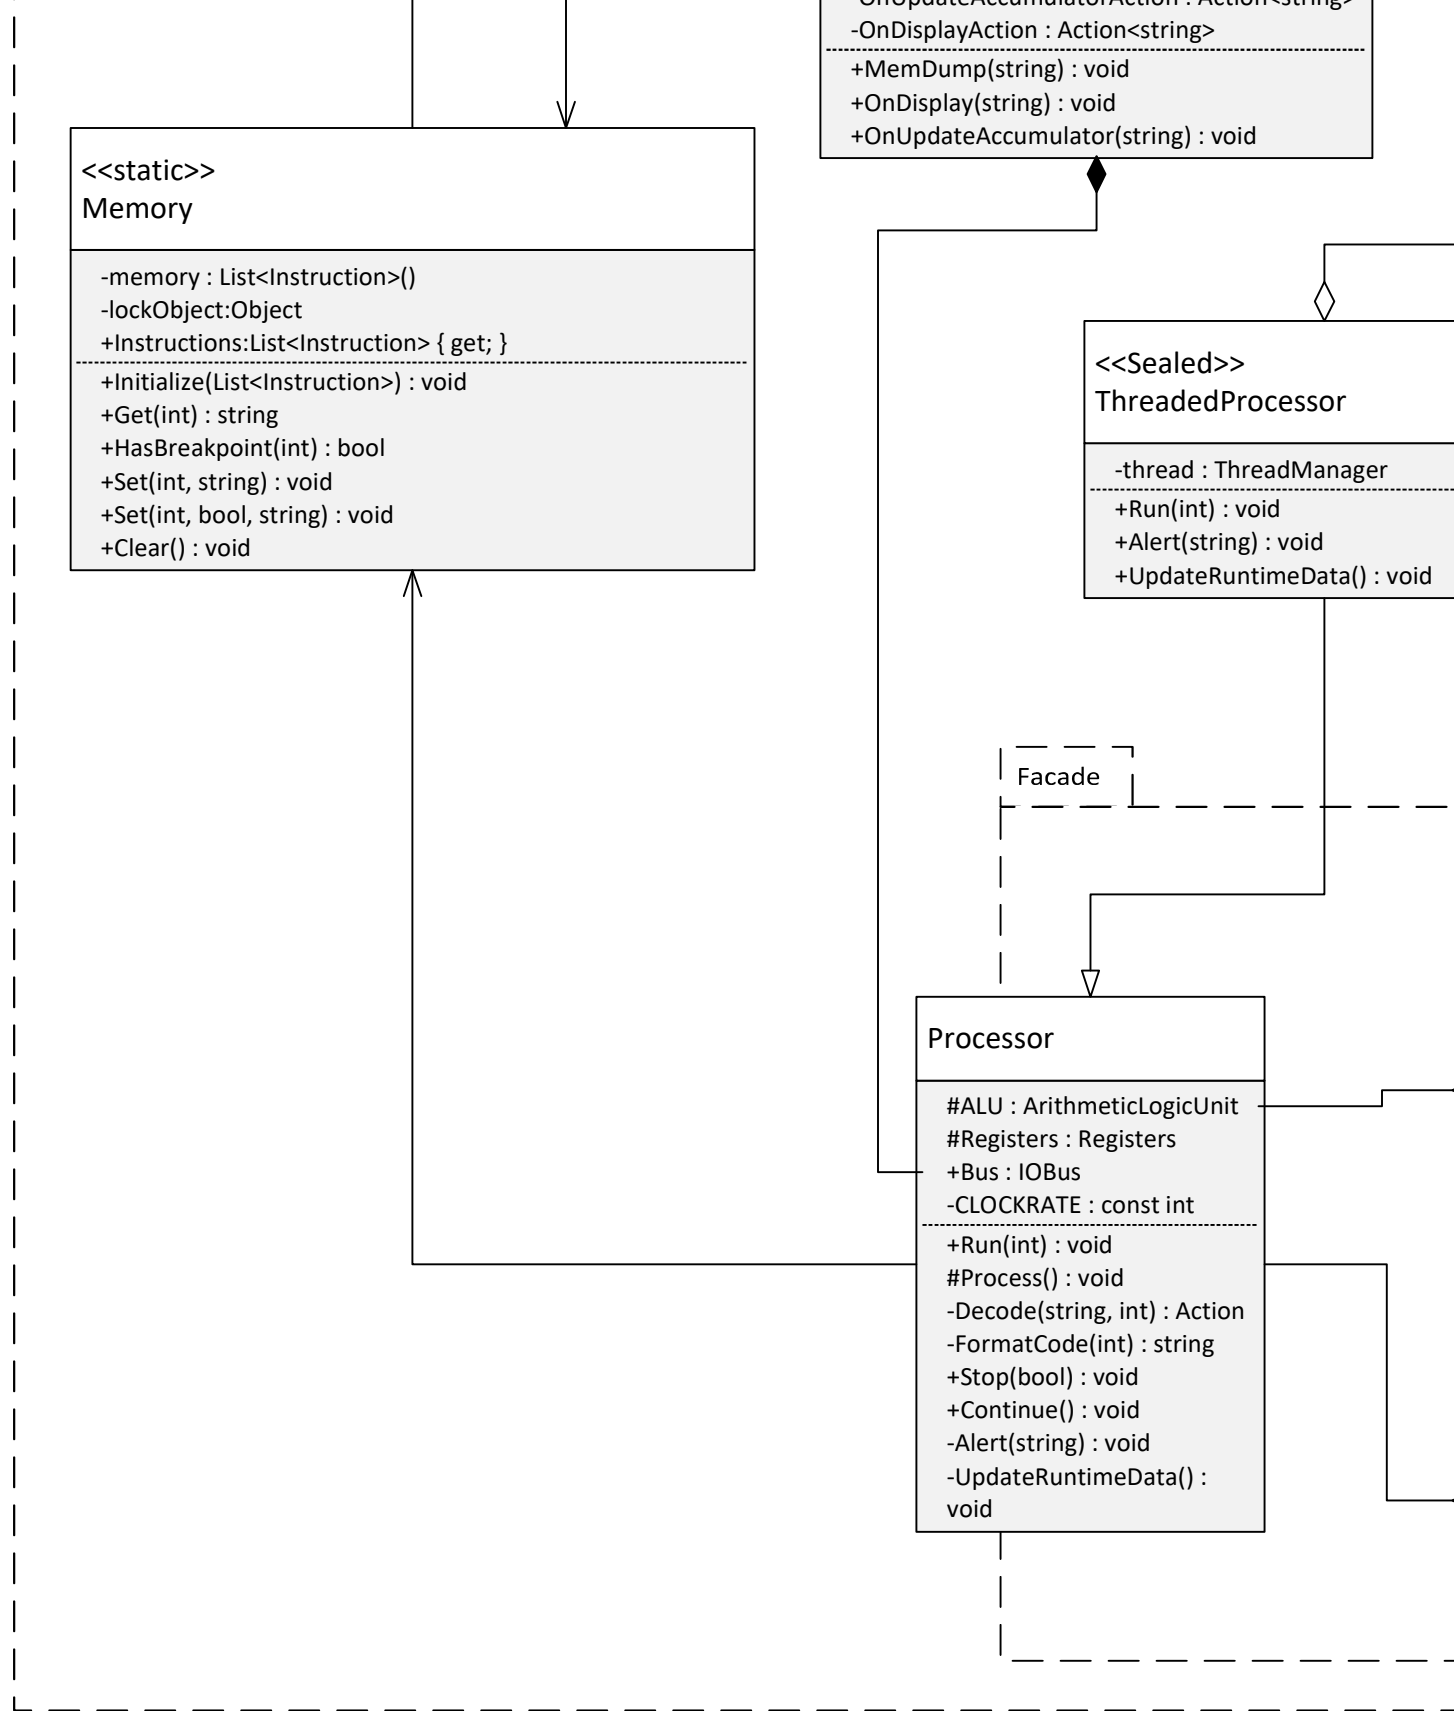 -OnUpdateAccumulatorAction : Action<string>
-OnDisplayAction : Action<string>
+MemDump(string) : void
+OnDisplay(string) : void
+OnUpdateAccumulator(string) : void
<<static>>
Memory
-memory : List<Instruction>()
-lockObject:Object
+Instructions:List<Instruction> { get; }
+Initialize(List<Instruction>) : void
+Get(int) : string
+HasBreakpoint(int) : bool
+Set(int, string) : void
+Set(int, bool, string) : void
+Clear() : void
<<Sealed>>
ThreadedProcessor
-thread : ThreadManager
+Run(int) : void
+Alert(string) : void
+UpdateRuntimeData() : void
Facade
Processor
#ALU : ArithmeticLogicUnit
#Registers : Registers
+Bus : IOBus
-CLOCKRATE : const int
+Run(int) : void
#Process() : void
-Decode(string, int) : Action
-FormatCode(int) : string
+Stop(bool) : void
+Continue() : void
-Alert(string) : void
-UpdateRuntimeData() :
void